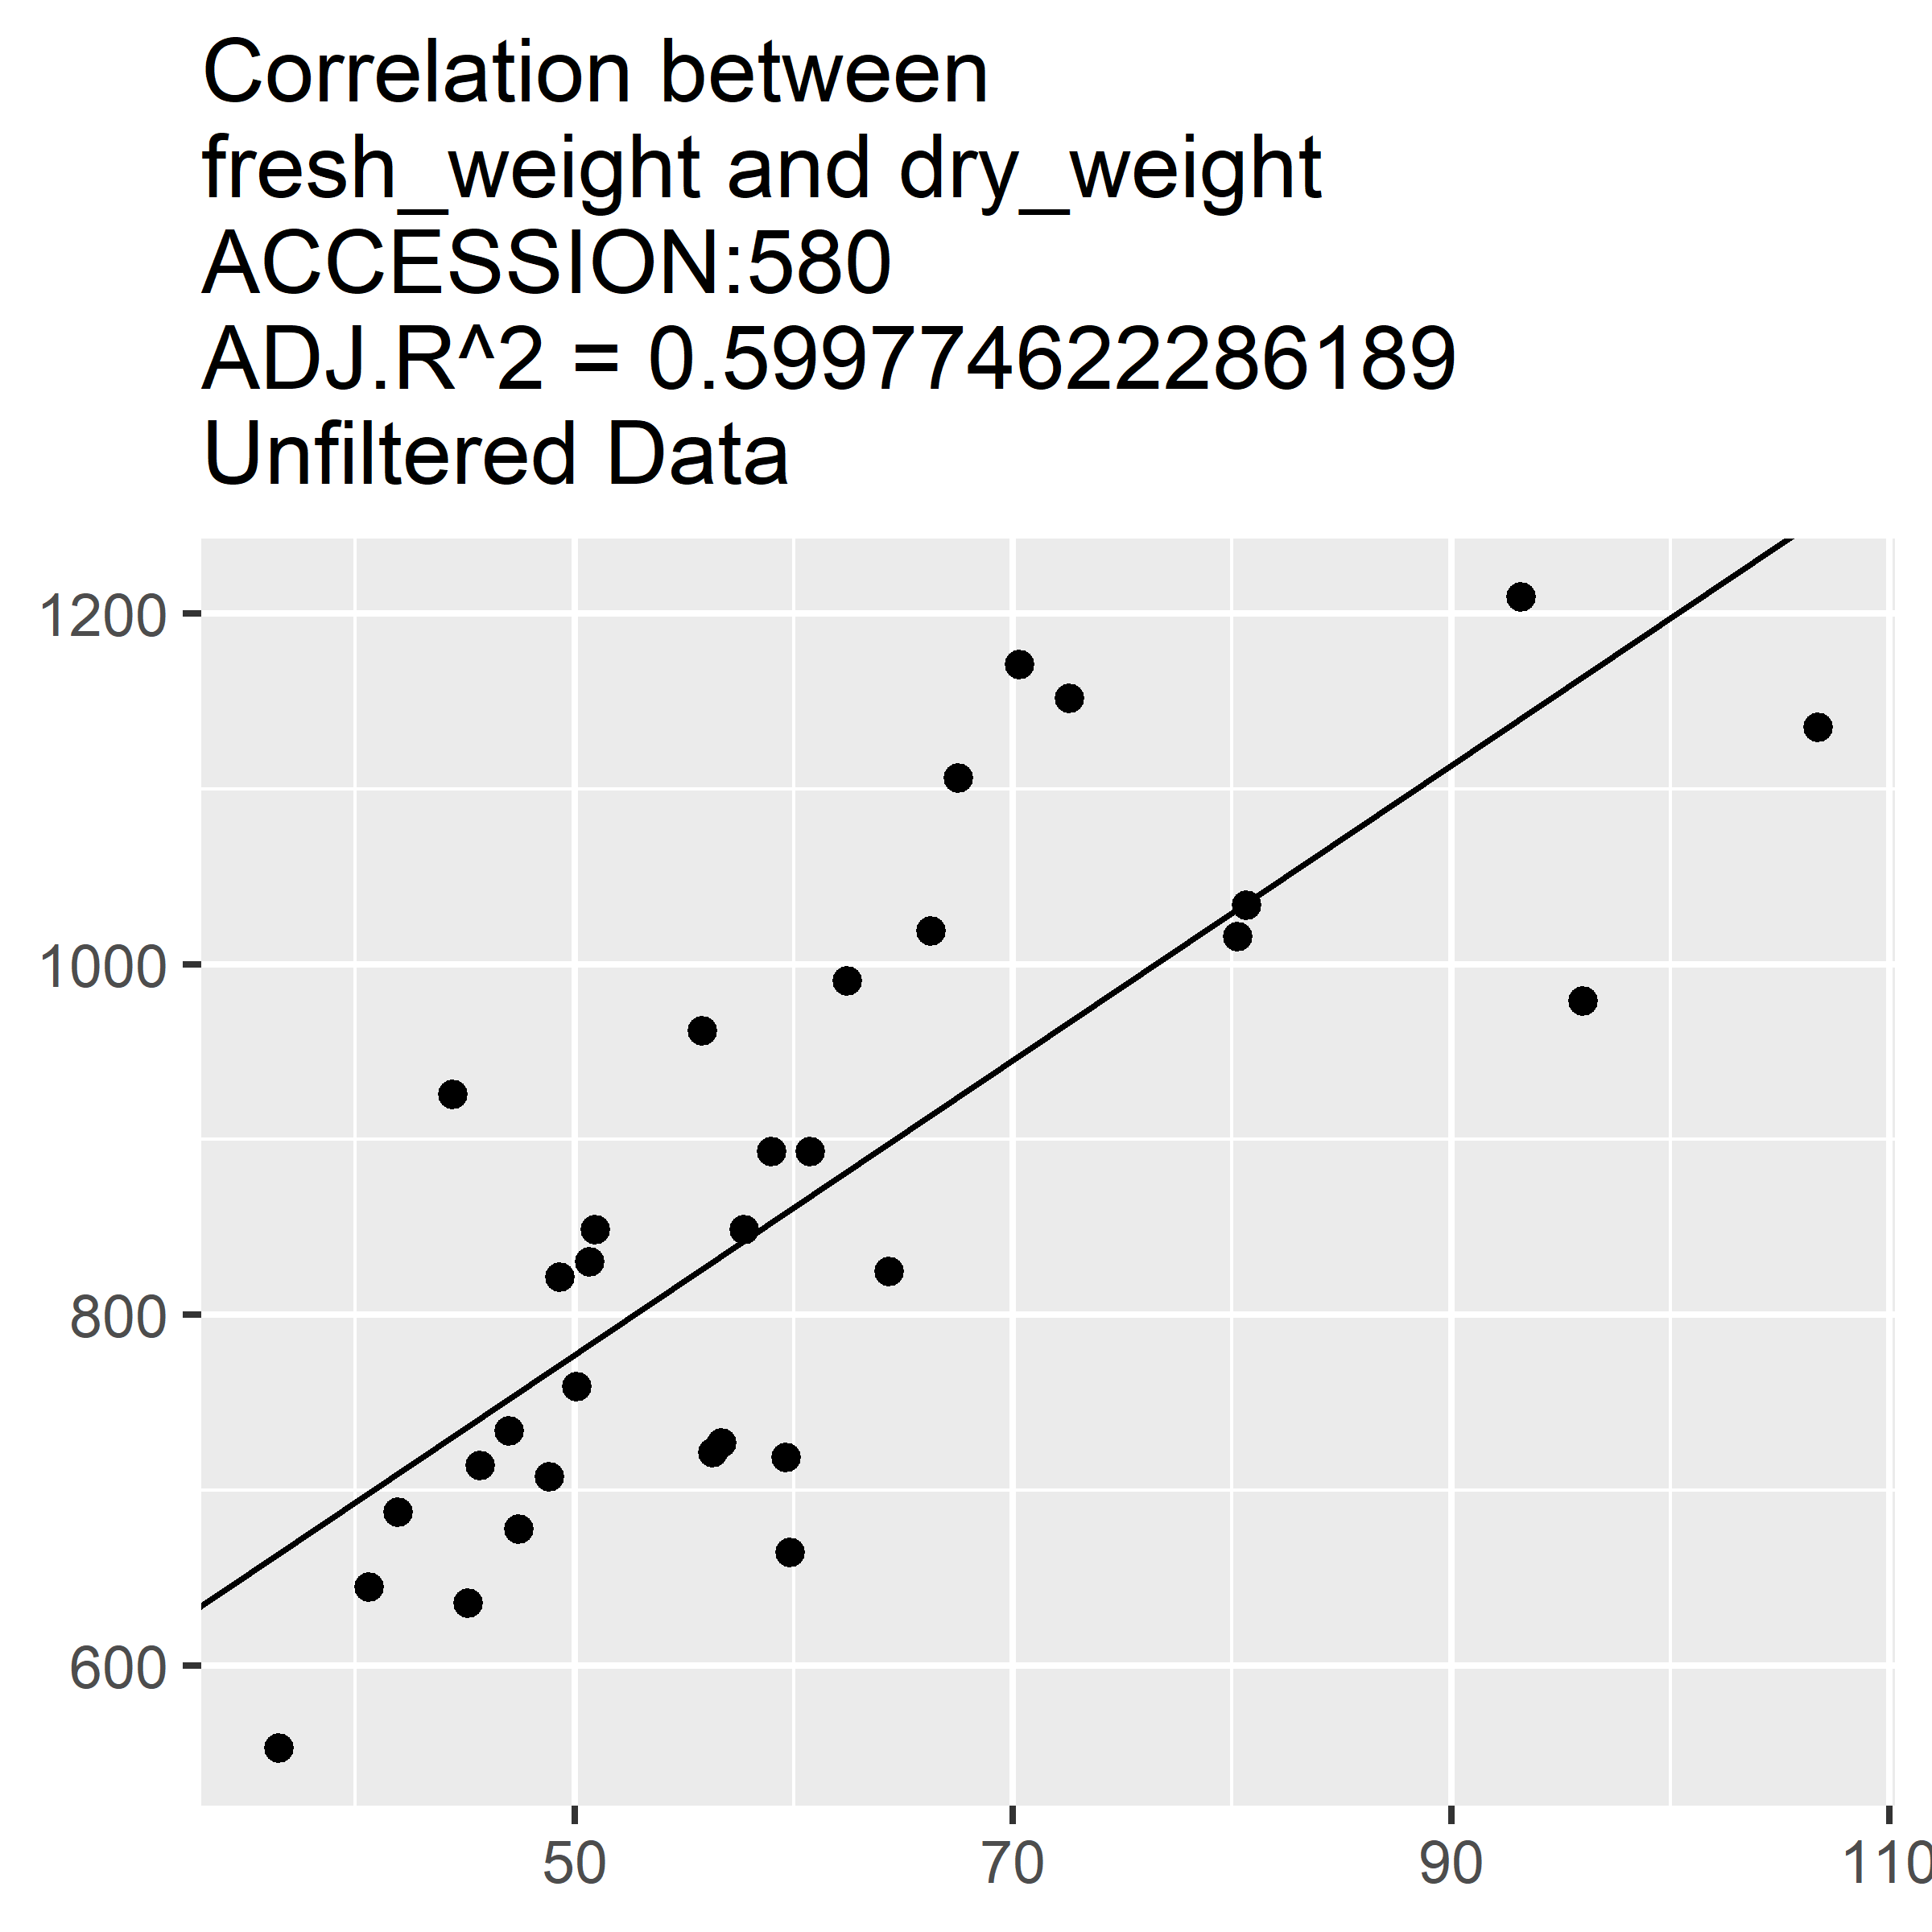 Correlation between
fresh_weight and dry_weight
ACCESSION:580
ADJ.R^2 = 0.599774622286189
Unfiltered Data
1200
1000
800
600
50 70 90 110